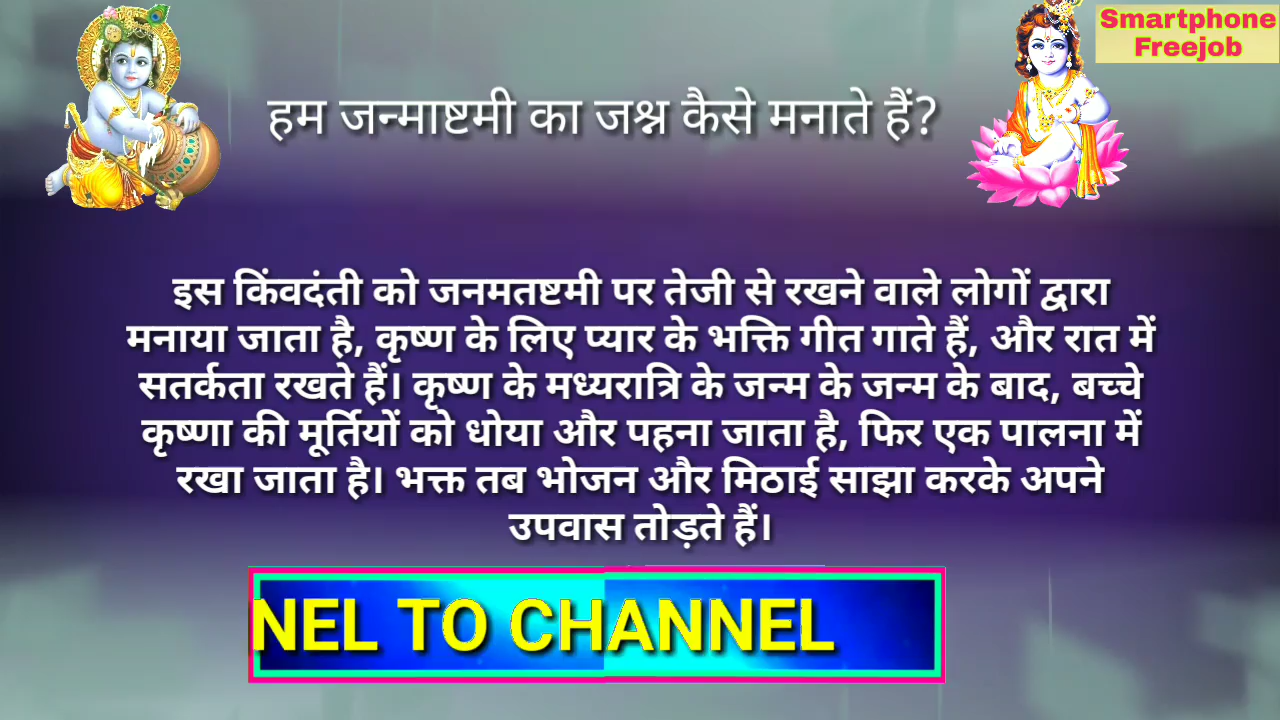 Smartphone
Freejob
हम जन्माष्टमी का जश्न कैसे मनाते हैं?
इस किंवदंती को जनमतष्टमी पर तेजी से रखने वाले लोगों द्वारा
मनाया जाता है, कृष्ण के लिए प्यार के भक्ति गीत गाते हैं, और रात में
सतर्कता रखते हैं। कृष्ण के मध्यरात्रि के जन्म के जन्म के बाद, बच्चे
कृष्णा की मूर्तियों को धोया और पहना जाता है, फिर एक पालना में
रखा जाता है। भक्त तब भोजन और मिठाई साझा करके अपने
उपवास तोड़ते हैं।
NEL TO CHANNEL